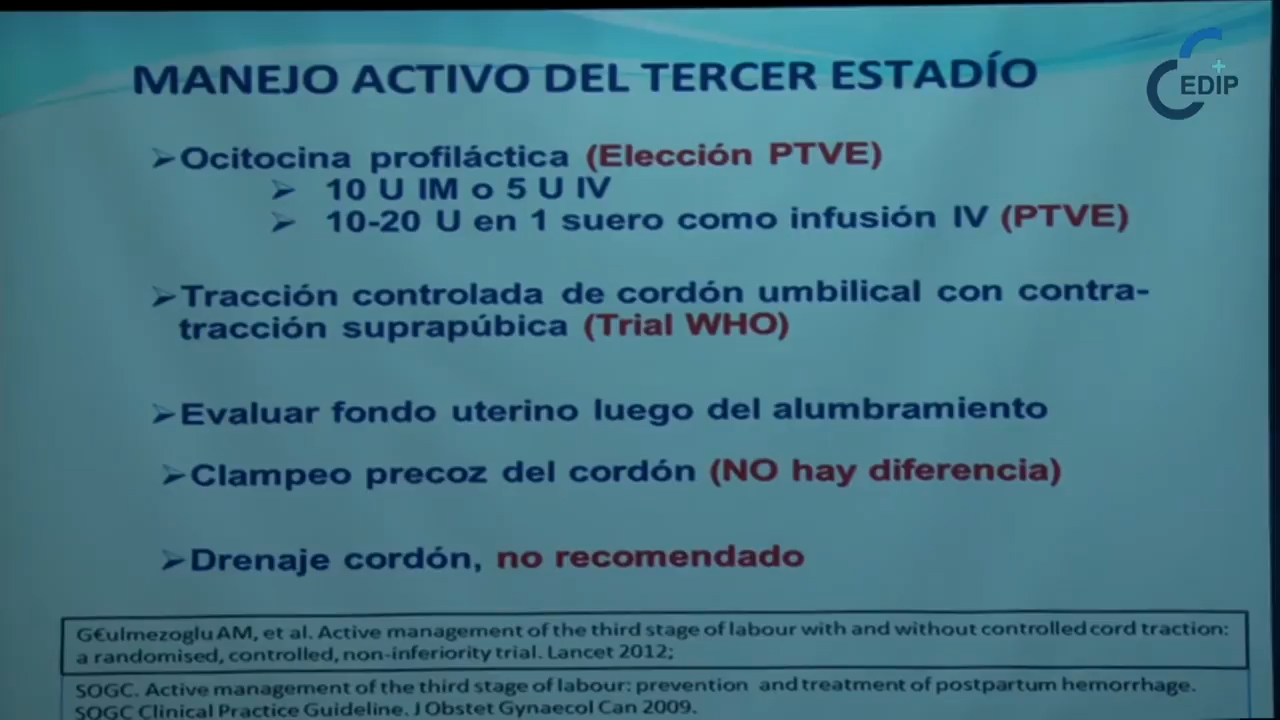 MANEJO ACTIVO DEL TERCER ESTADÍO
EDIP
➢Ocitocina profiláctica (Elección PTVE)
➢ 10 U IM o 5 U IV
➢ 10-20 U en 1 suero como infusión IV (PTVE)
➢Tracción controlada de cordón umbilical con contra-
tracción suprapúbica (Trial WHO)
➢Evaluar fondo uterino luego del alumbramiento
➢Clampeo precoz del cordón (NO hay diferencia)
➢Drenaje cordón, no recomendado
G€ulmezoglu AM, et al. Active management of the third stage of labour with and without controlled cord traction:
a randomised, controlled, non-inferiority trial. Lancet 2012;
SOGC. Active management of the third stage of labour: prevention and treatment of postpartum hemorrhage.
SOGC Clinical Practice Guideline. J Obstet Gynaecol Can 2009.